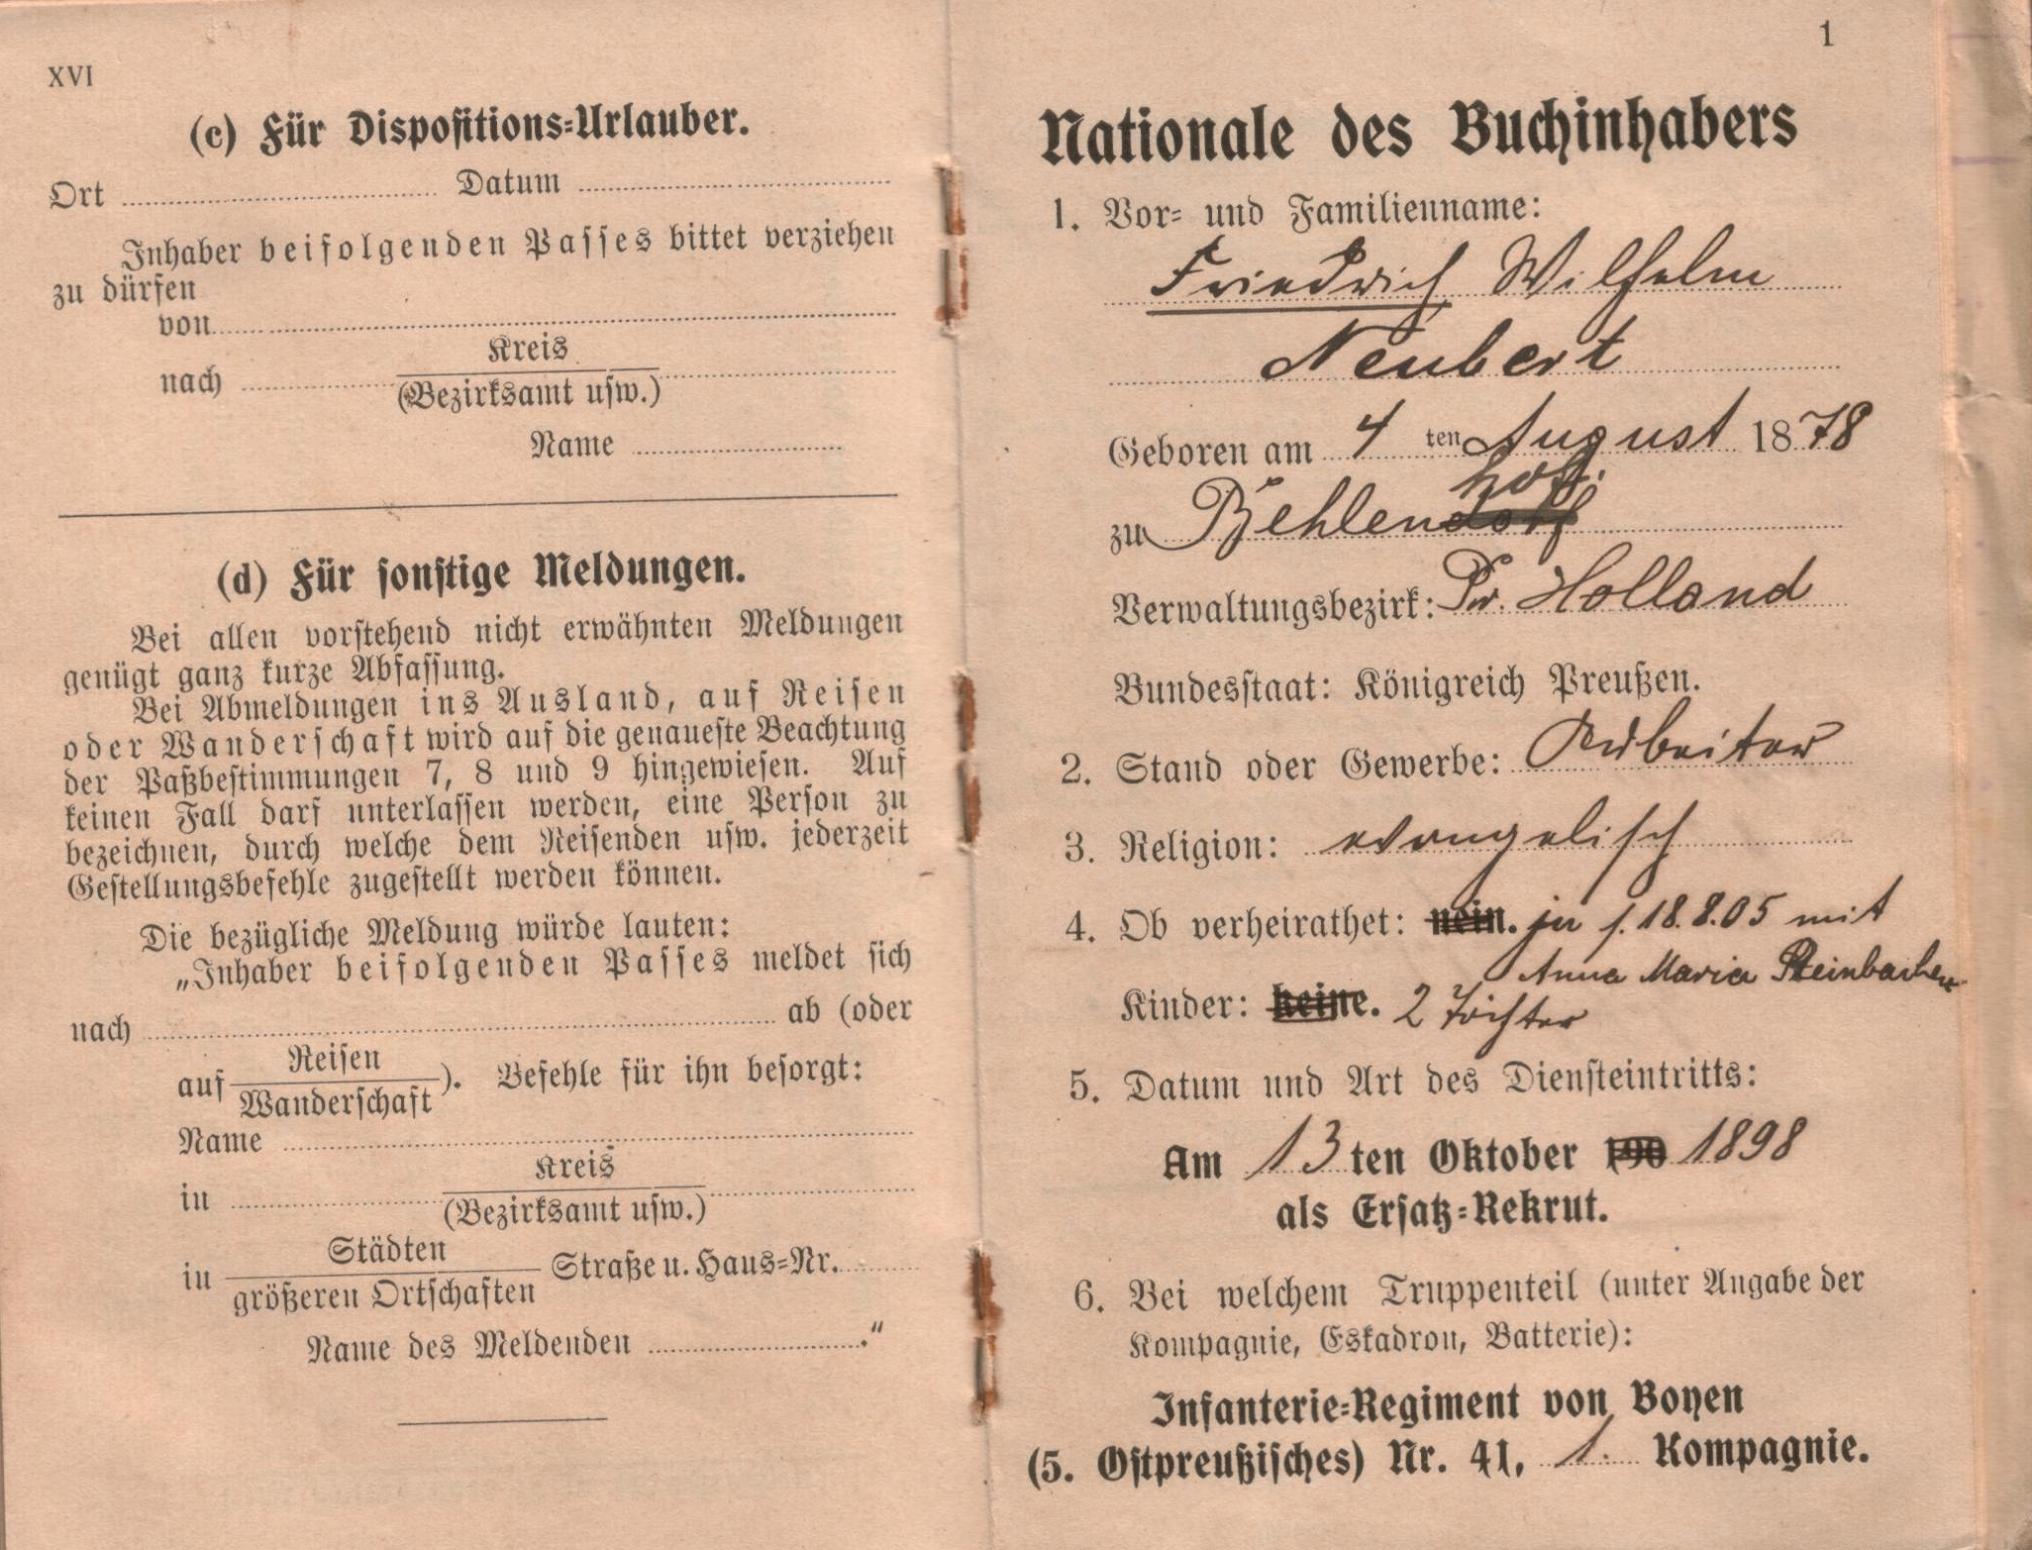 XVI
(c) Für Dispositions-Urlauber.
Ort Datum
Inhaber beifolgenden Passes bittet verziehen
zu dürfen
von
nach Kreis
(Bezirksamt usw.)
Name
(d) Für sonstige Meldungen.
Bei allen vorstehend nicht erwähnten Meldungen
genügt ganz kurze Abfassung.
Bei Abmeldungen ins Ausland, auf Reisen
oder Wanderschaft wird auf die genaueste Beachtung
der Paßbestimmungen 7, 8 und 9 hingewiesen. Auf
keinen Fall darf unterlassen werden, eine Person zu
bezeichnen, durch welche dem Reisenden usw. jederzeit
Gestellungsbefehle zugestellt werden können.
Die bezügliche Meldung würde lauten:
„Inhaber beifolgenden Passes meldet sich
nach ab (oder
auf Reisen
Wanderschaft). Befehle für ihn besorgt:
Name
in Kreis
(Bezirksamt usw.)
in Städten
größeren Ortschaften Straße u. Haus-Nr.
Name des Meldenden ."
1
Nationale des Buchinhabers
1. Vor- und Familienname:
Friedrich Wilhelm
Neubert
Geboren am 4 ten August 1878
hof.
zu Behlendorf
Verwaltungsbezirk: Pr. Holland
Bundesstaat: Königreich Preußen.
2. Stand oder Gewerbe: Arbeiter
3. Religion: evangelisch
4. Ob verheirathet: nein. ja s. 18.8.05 mit
Anna Maria
Kinder: keine. 2 Töchter
5. Datum und Art des Diensteintritts:
Am 13ten Oktober 190 1898
als Ersatz-Rekrut.
6. Bei welchem Truppenteil (unter Angabe der
Kompagnie, Eskadron, Batterie):
Infanterie-Regiment von Boyen
(5. Ostpreußisches) Nr. 41, 1. Kompagnie.